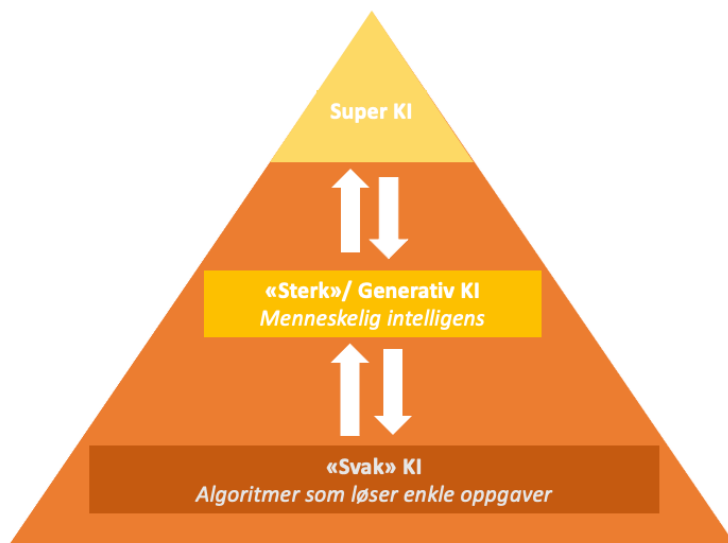 Super KI
«Sterk»/ Generativ KI
Menneskelig intelligens
«Svak» KI
Algoritmer som løser enkle oppgaver